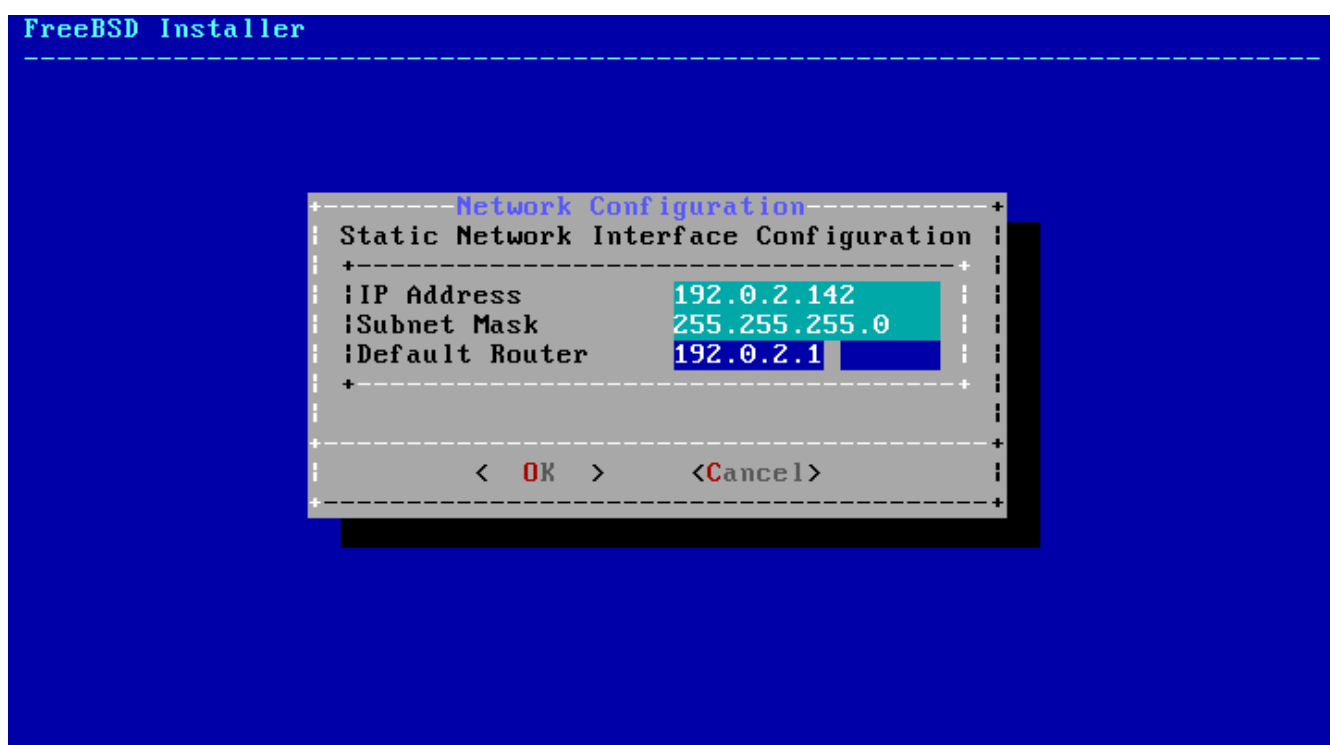 FreeBSD Installer
Network Configuration
Static Network Interface Configuration
IP Address 192.0.2.142
Subnet Mask 255.255.255.0
Default Router 192.0.2.1
< OK > <Cancel>